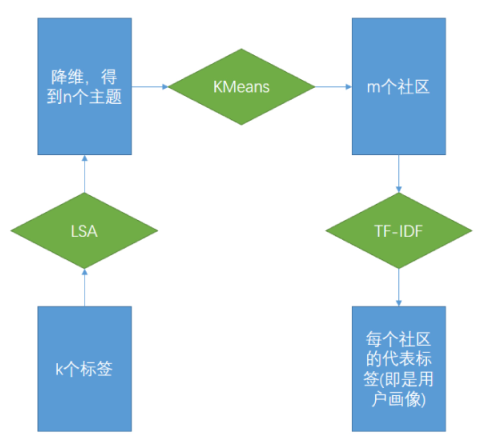 降维，得
到n个主题
KMeans
m个社区
LSA
TF-IDF
k个标签
每个社区
的代表标
签(即是用
户画像)